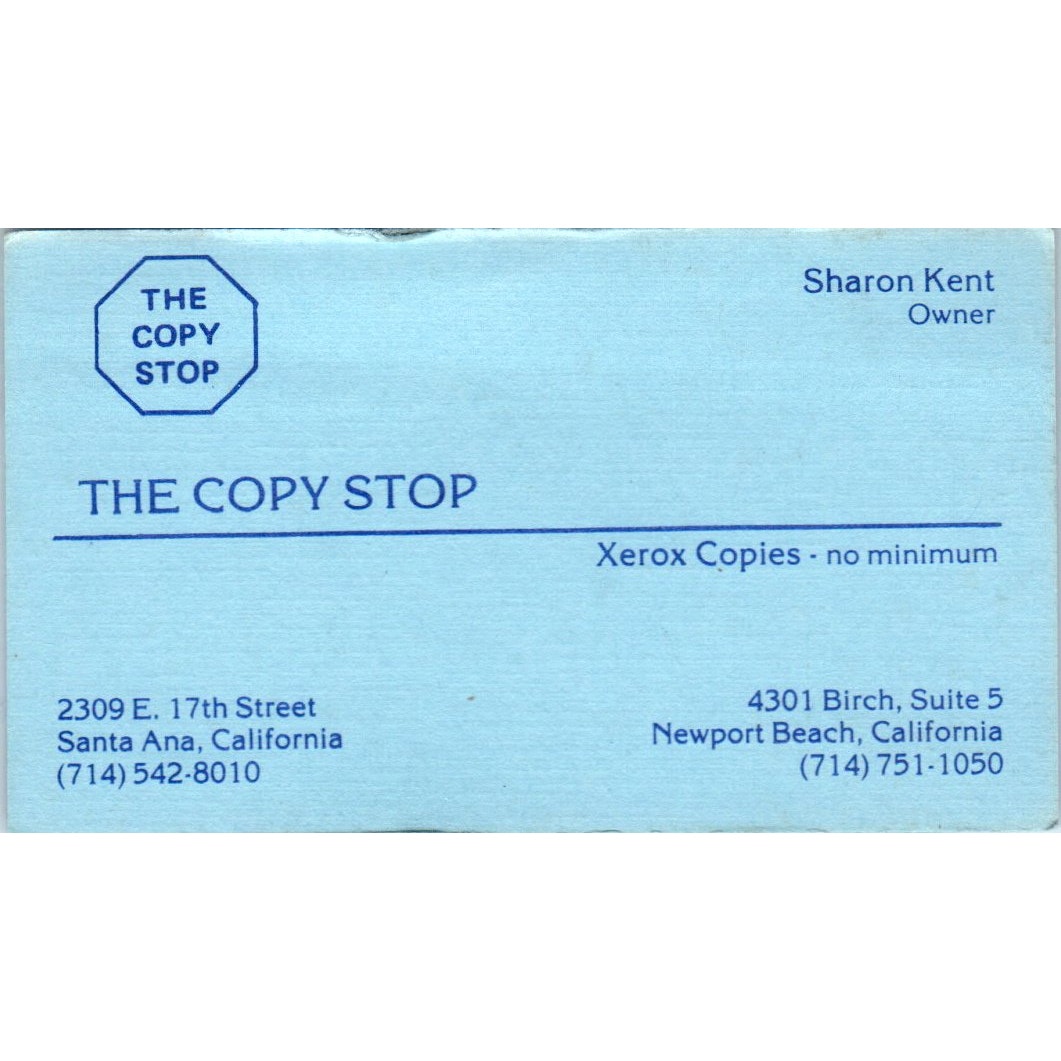 THE
COPY
STOP
Sharon Kent
Owner
THE COPY STOP
Xerox Copies - no minimum
2309 E. 17th Street
Santa Ana, California
(714) 542-8010
4301 Birch, Suite 5
Newport Beach, California
(714) 751-1050